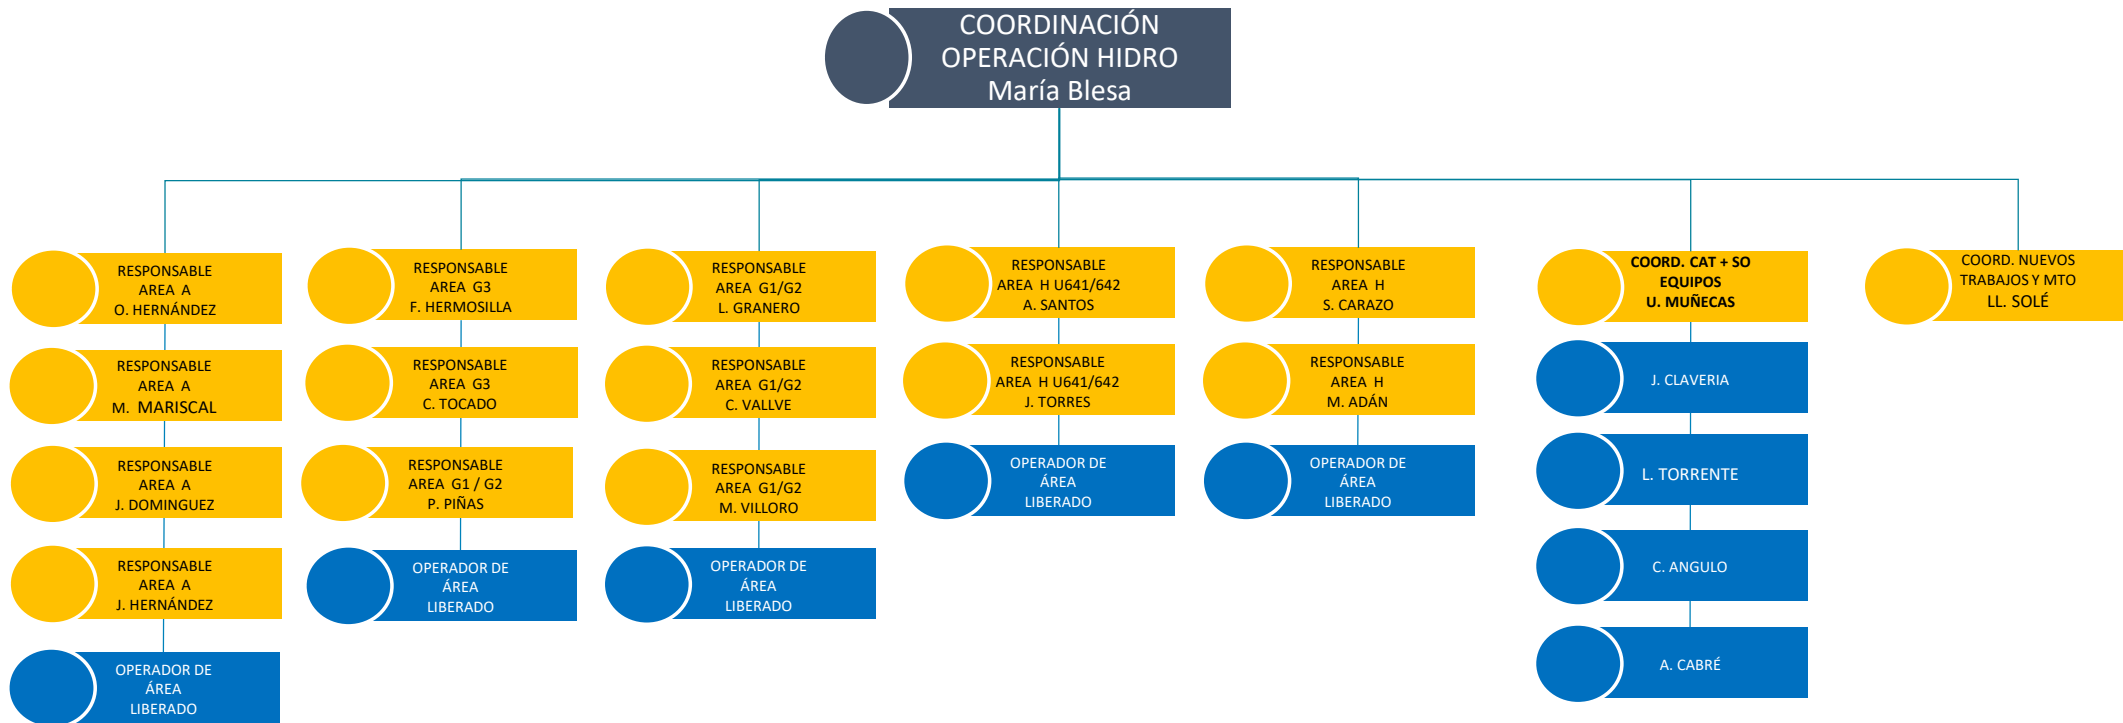 COORDINACIÓN
OPERACIÓN HIDRO
María Blesa
RESPONSABLE
AREA A
O. HERNÁNDEZ
RESPONSABLE
AREA A
M. MARISCAL
RESPONSABLE
AREA A
J. DOMINGUEZ
RESPONSABLE
AREA A
J. HERNÁNDEZ
OPERADOR DE
ÁREA
LIBERADO
RESPONSABLE
AREA G3
F. HERMOSILLA
RESPONSABLE
AREA G3
C. TOCADO
RESPONSABLE
AREA G1 / G2
P. PIÑAS
OPERADOR DE
ÁREA
LIBERADO
RESPONSABLE
AREA G1/G2
L. GRANERO
RESPONSABLE
AREA G1/G2
C. VALLVE
RESPONSABLE
AREA G1/G2
M. VILLORO
OPERADOR DE
ÁREA
LIBERADO
RESPONSABLE
AREA H U641/642
A. SANTOS
RESPONSABLE
AREA H U641/642
J. TORRES
OPERADOR DE
ÁREA
LIBERADO
RESPONSABLE
AREA H
S. CARAZO
RESPONSABLE
AREA H
M. ADÁN
OPERADOR DE
ÁREA
LIBERADO
COORD. CAT + SO
EQUIPOS
U. MUÑECAS
J. CLAVERIA
L. TORRENTE
C. ANGULO
A. CABRÉ
COORD. NUEVOS
TRABAJOS Y MTO
LL. SOLÉ